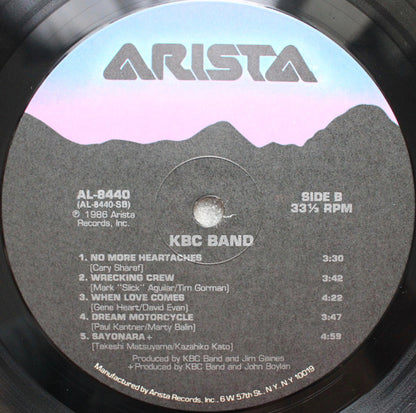 ARISTA
AL-8440
(AL-8440-SB)
℗ 1986 Arista
Records, Inc.
SIDE B
33⅓ RPM
KBC BAND
1. NO MORE HEARTACHES 3:30
[Cary Sharaf]
2. WRECKING CREW 3:42
[Mark "Slick" Aguilar/Tim Gorman]
3. WHEN LOVE COMES 4:22
[Gene Heart/David Evan]
4. DREAM MOTORCYCLE 3:47
[Paul Kantner/Marty Balin]
5. SAYONARA+ 4:59
[Takeshi Matsuyama/Kazahiko Kato]
Produced by KBC Band and Jim Gaines
+Produced by KBC Band and John Boylan
Manufactured by Arista Records, Inc., 6 W 57th St., N.Y., N.Y. 10019